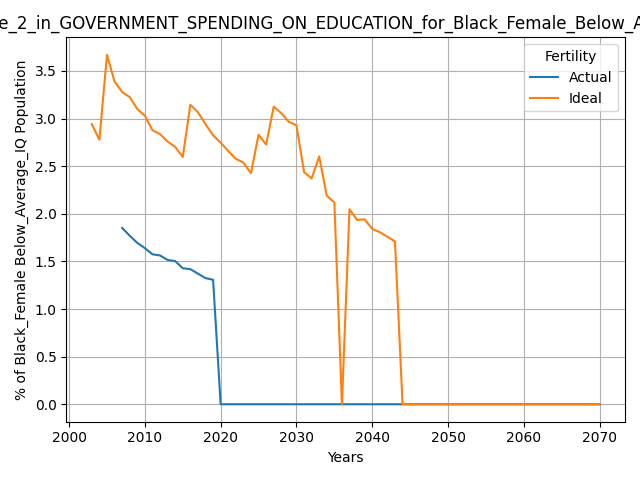 e_2_in_GOVERNMENT_SPENDING_ON_EDUCATION_for_Black_Female_Below_A
Fertility
Actual
Ideal
% of Black_Female Below_Average_IQ Population
3.5
3.0
2.5
2.0
1.5
1.0
0.5
0.0
2000 2010 2020 2030 2040 2050 2060 2070
Years